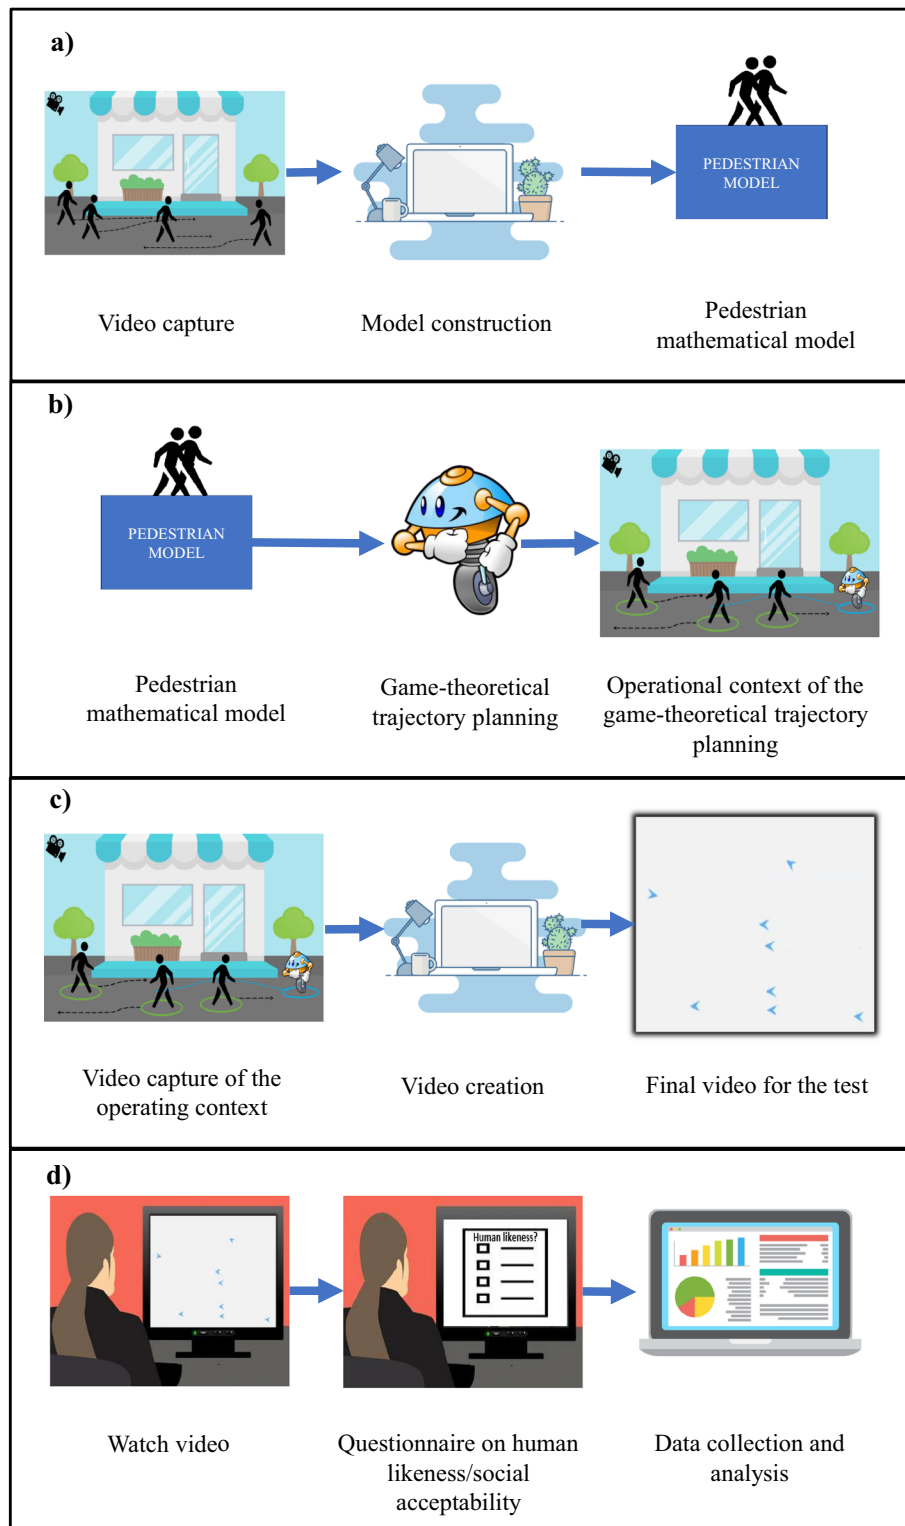 a)
PEDESTRIAN
MODEL
Video capture
Model construction
Pedestrian
mathematical model
b)
PEDESTRIAN
MODEL
Pedestrian
mathematical model
Game-theoretical
trajectory planning
Operational context of the
game-theoretical trajectory
planning
c)
Video capture of the
operating context
Video creation
Final video for the test
d)
Human likeness?
Watch video
Questionnaire on human
likeness/social
acceptability
Data collection and
analysis